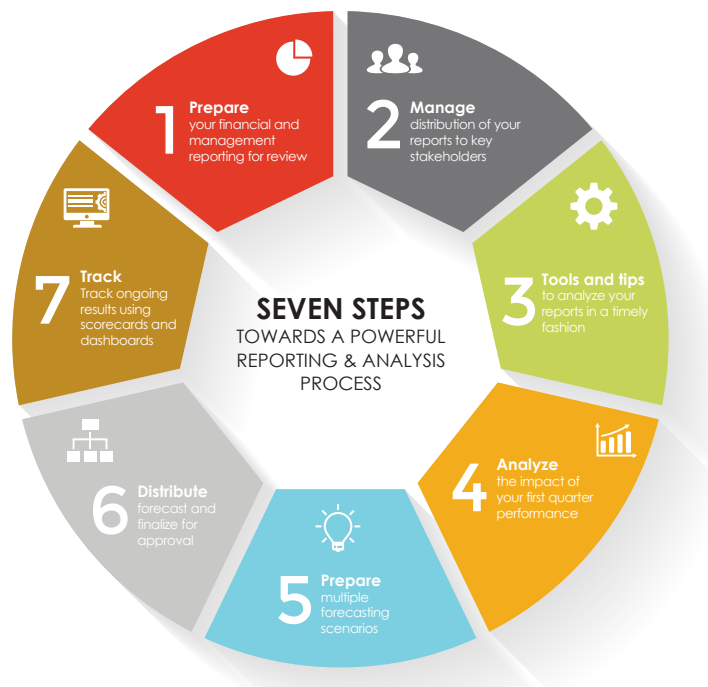 SEVEN STEPS
TOWARDS A POWERFUL
REPORTING & ANALYSIS
PROCESS
1
Prepare
your financial and
management
reporting for review
2
Manage
distribution of your
reports to key
stakeholders
3
Tools and tips
to analyze your
reports in a timely
fashion
4
Analyze
the impact of
your first quarter
performance
5
Prepare
multiple
forecasting
scenarios
6
Distribute
forecast and
finalize for
approval
7
Track
Track ongoing
results using
scorecards and
dashboards